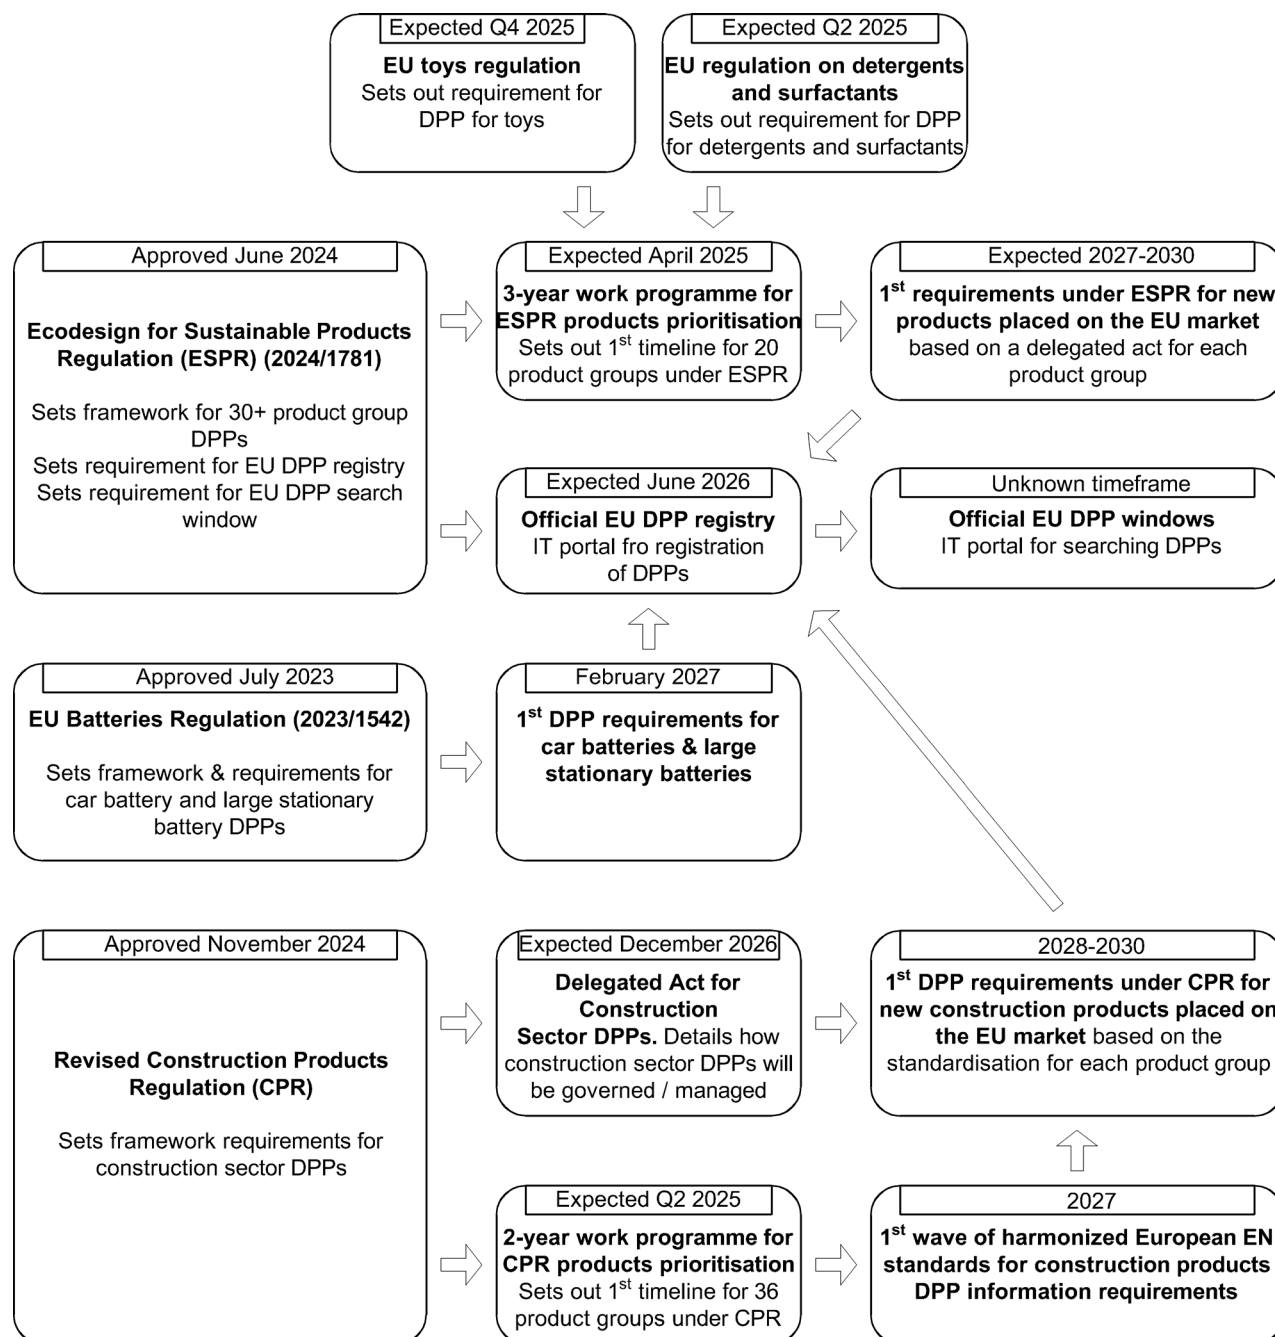 Expected Q4 2025
EU toys regulation
Sets out requirement for
DPP for toys
Expected Q2 2025
EU regulation on detergents
and surfactants
Sets out requirement for DPP
for detergents and surfactants
Approved June 2024
Ecodesign for Sustainable Products
Regulation (ESPR) (2024/1781)
Sets framework for 30+ product group
DPPs
Sets requirement for EU DPP registry
Sets requirement for EU DPP search
window
Expected April 2025
3-year work programme for
ESPR products prioritisation
Sets out 1st timeline for 20
product groups under ESPR
Expected 2027-2030
1st requirements under ESPR for new
products placed on the EU market
based on a delegated act for each
product group
Expected June 2026
Official EU DPP registry
IT portal fro registration
of DPPs
Unknown timeframe
Official EU DPP windows
IT portal for searching DPPs
Approved July 2023
EU Batteries Regulation (2023/1542)
Sets framework & requirements for
car battery and large stationary
battery DPPs
February 2027
1st DPP requirements for
car batteries & large
stationary batteries
Approved November 2024
Revised Construction Products
Regulation (CPR)
Sets framework requirements for
construction sector DPPs
Expected December 2026
Delegated Act for
Construction
Sector DPPs. Details how
construction sector DPPs will
be governed / managed
2028-2030
1st DPP requirements under CPR for
new construction products placed on
the EU market based on the
standardisation for each product group
Expected Q2 2025
2-year work programme for
CPR products prioritisation
Sets out 1st timeline for 36
product groups under CPR
2027
1st wave of harmonized European EN
standards for construction products
DPP information requirements